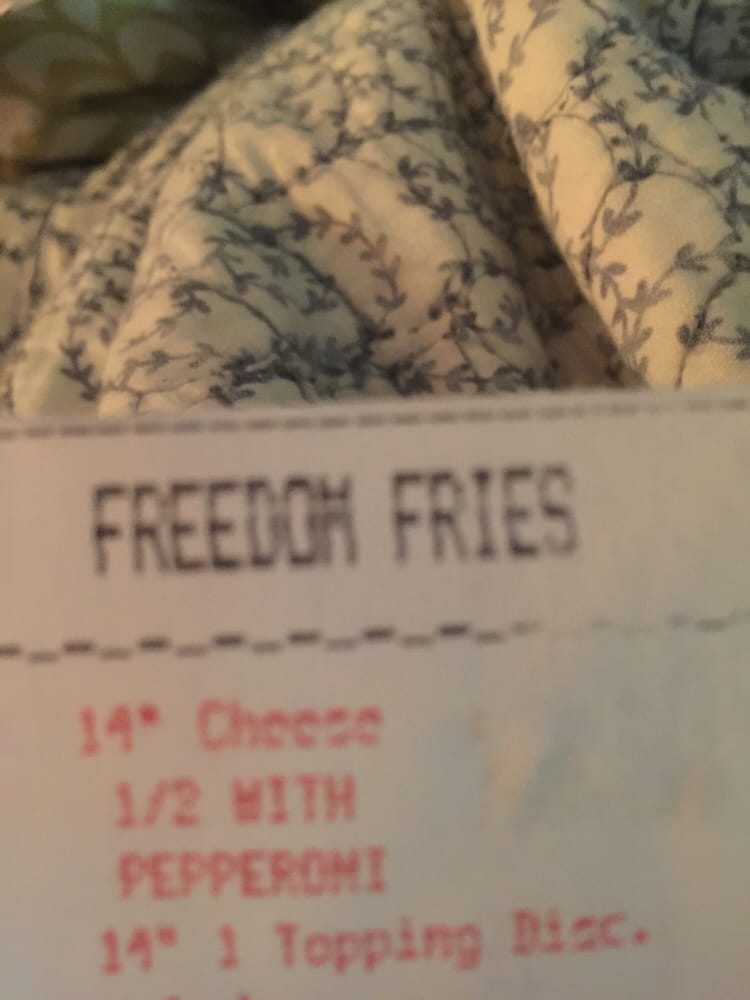 FREEDOM FRIES
14" Cheese
1/2 WITH
PEPPERONI
14" 1 Topping Disc.